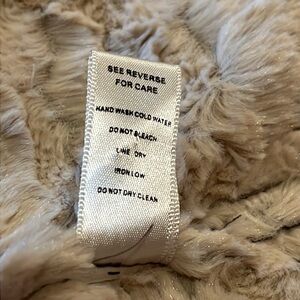 SEE REVERSE
FOR CARE
HAND WASH COLD WATER
DO NOT BLEACH
LINE DRY
IRON LOW
DO NOT DRY CLEAN